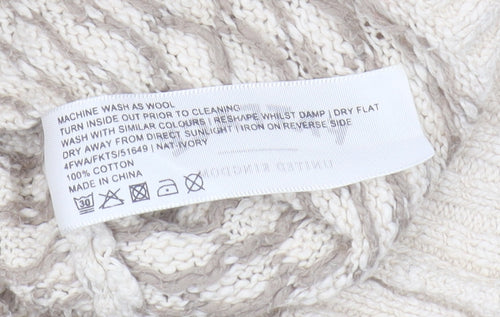 MACHINE WASH AS WOOL
TURN INSIDE OUT PRIOR TO CLEANING
WASH WITH SIMILAR COLOURS | RESHAPE WHILST DAMP | DRY FLAT
DRY AWAY FROM DIRECT SUNLIGHT | IRON ON REVERSE SIDE
4FWA/FKTS/51649 | NAT-IVORY
100% COTTON
MADE IN CHINA
30
UNITED KINGDOM